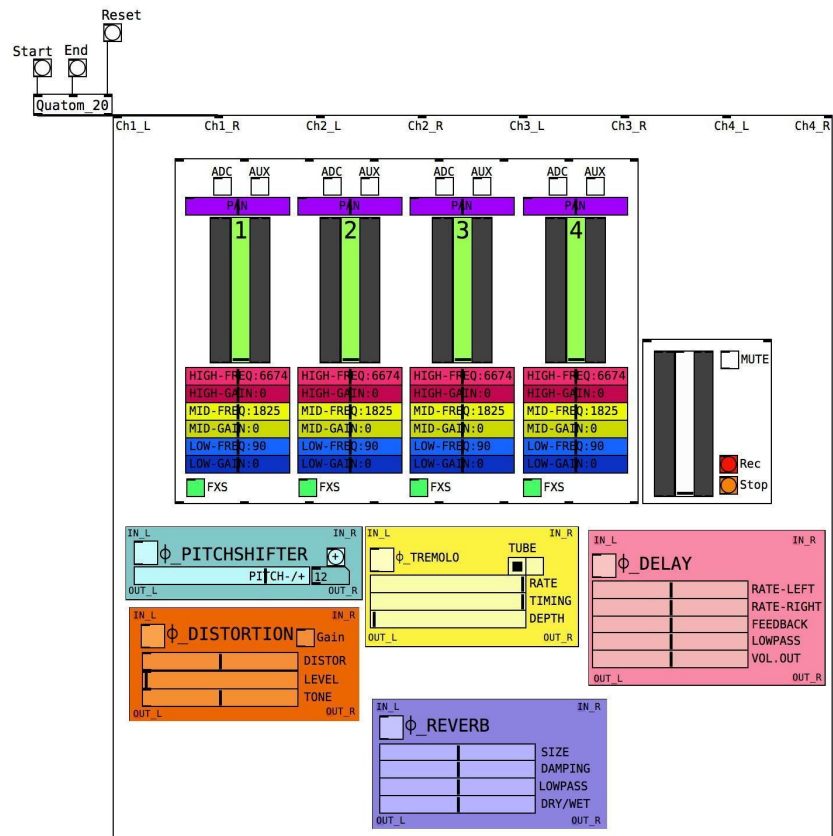 Reset
Start End
Quatom_20
Ch1_L Ch1_R Ch2_L Ch2_R Ch3_L Ch3_R Ch4_L Ch4_R
ADC AUX ADC AUX ADC AUX ADC AUX
PAN PAN PAN PAN
1 2 3 4
HIGH-FREQ:6674 HIGH-FREQ:6674 HIGH-FREQ:6674 HIGH-FREQ:6674
HIGH-GAIN:0 HIGH-GAIN:0 HIGH-GAIN:0 HIGH-GAIN:0
MID-FREQ:1825 MID-FREQ:1825 MID-FREQ:1825 MID-FREQ:1825
MID-GAIN:0 MID-GAIN:0 MID-GAIN:0 MID-GAIN:0
LOW-FREQ:90 LOW-FREQ:90 LOW-FREQ:90 LOW-FREQ:90
LOW-GAIN:0 LOW-GAIN:0 LOW-GAIN:0 LOW-GAIN:0
FXS FXS FXS FXS
MUTE
Rec
Stop
IN_L IN_R
ϕ_PITCHSHIFTER
PITCH-/+ 12
OUT_L OUT_R
IN_L IN_R
ϕ_TREMOLO TUBE
RATE
TIMING
DEPTH
OUT_L OUT_R
IN_L IN_R
ϕ_DELAY
RATE-LEFT
RATE-RIGHT
FEEDBACK
LOWPASS
VOL.OUT
OUT_L OUT_R
IN_L IN_R
ϕ_DISTORTION Gain
DISTOR
LEVEL
TONE
OUT_L OUT_R
IN_L IN_R
ϕ_REVERB
SIZE
DAMPING
LOWPASS
DRY/WET
OUT_L OUT_R